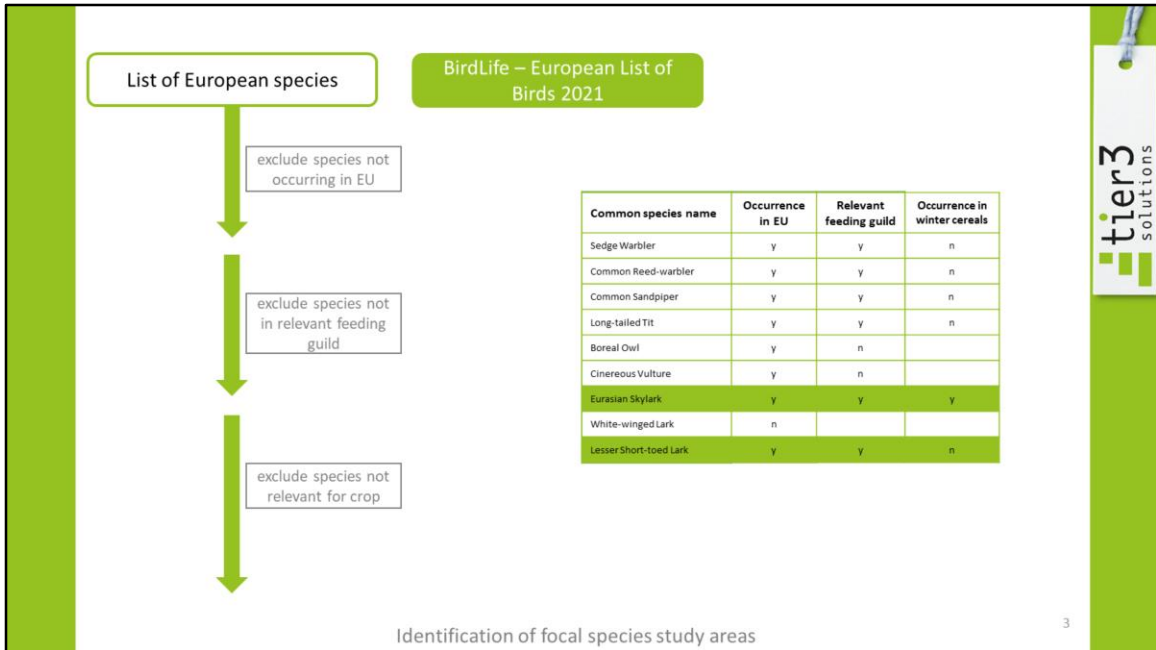 List of European species
BirdLife – European List of
Birds 2021
exclude species not
occurring in EU
exclude species not
in relevant feeding
guild
exclude species not
relevant for crop
Common species name Occurrence in EU Relevant feeding guild Occurrence in winter cereals
Sedge Warbler y y n
Common Reed-warbler y y n
Common Sandpiper y y n
Long-tailed Tit y y n
Boreal Owl y n
Cinereous Vulture y n
Eurasian Skylark y y y
White-winged Lark n
Lesser Short-toed Lark y y n
Identification of focal species study areas
3
tier3
solutions